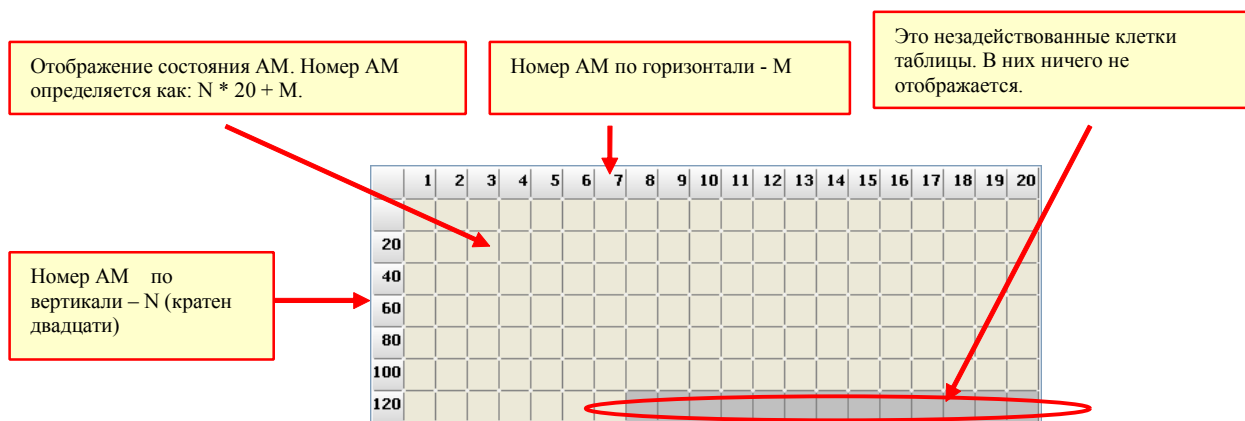 Отображение состояния АМ. Номер АМ
определяется как: N * 20 + M.
Номер АМ по горизонтали - М
Это незадействованные клетки
таблицы. В них ничего не
отображается.
1 2 3 4 5 6 7 8 9 10 11 12 13 14 15 16 17 18 19 20
20
Номер АМ по
вертикали – N (кратен
двадцати)
40
60
80
100
120